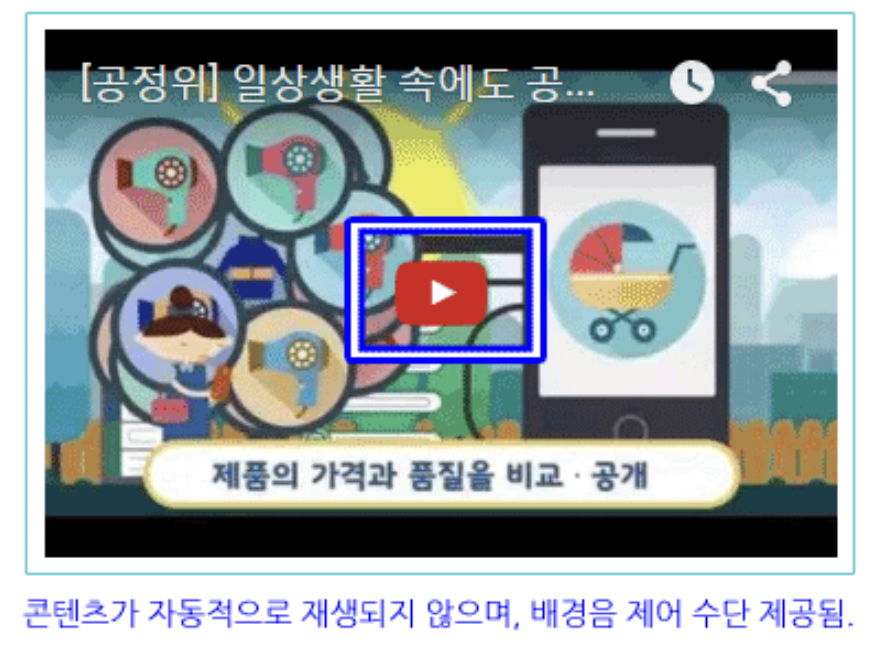 [공정위] 일상생활 속에도 공...
제품의 가격과 품질을 비교 · 공개
콘텐츠가 자동적으로 재생되지 않으며, 배경음 제어 수단 제공됨.